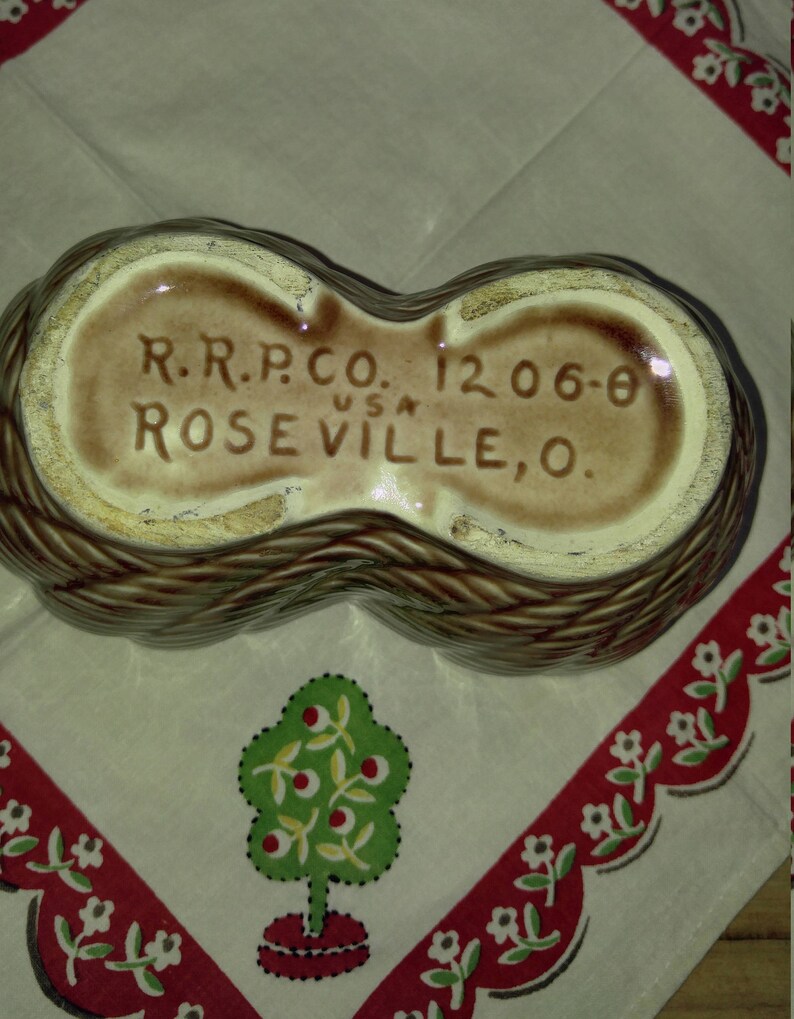 R.R.P.CO. 1206-8
USA
ROSEVILLE, O.